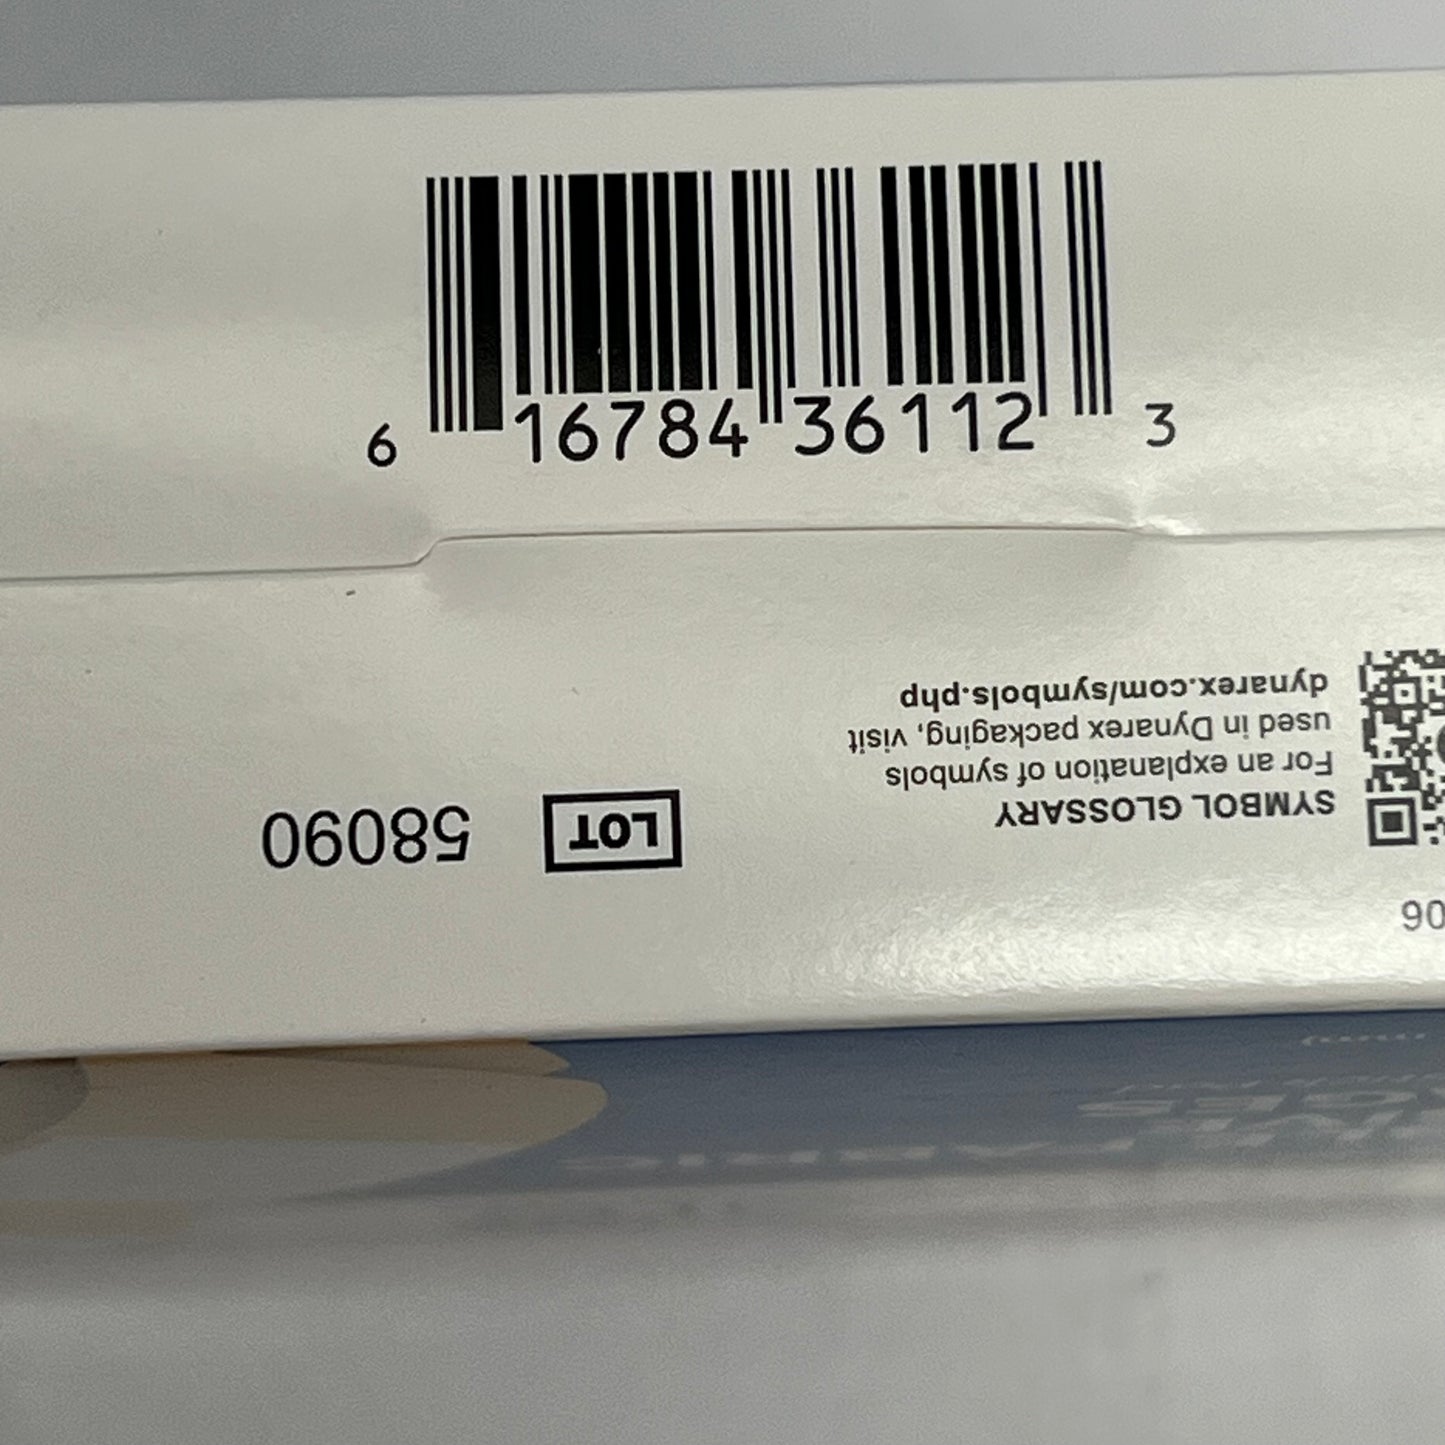 6 16784 36112 3
SYMBOL GLOSSARY
For an explanation of symbols
used in Dynarex packaging, visit
dynarex.com/symbols.php
LOT 58090